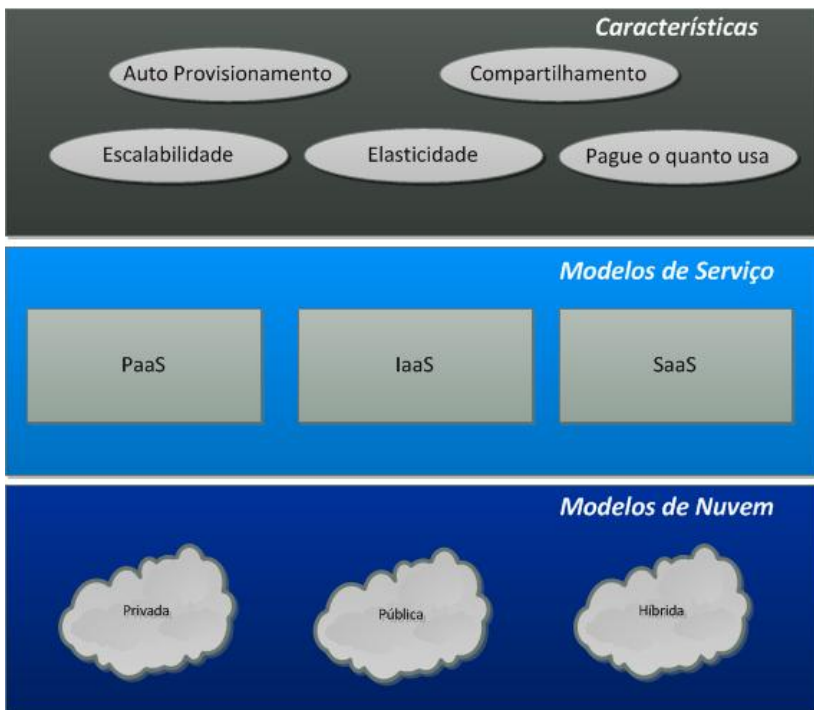 Características
Auto Provisionamento
Compartilhamento
Escalabilidade
Elasticidade
Pague o quanto usa
Modelos de Serviço
PaaS
IaaS
SaaS
Modelos de Nuvem
Privada
Pública
Híbrida